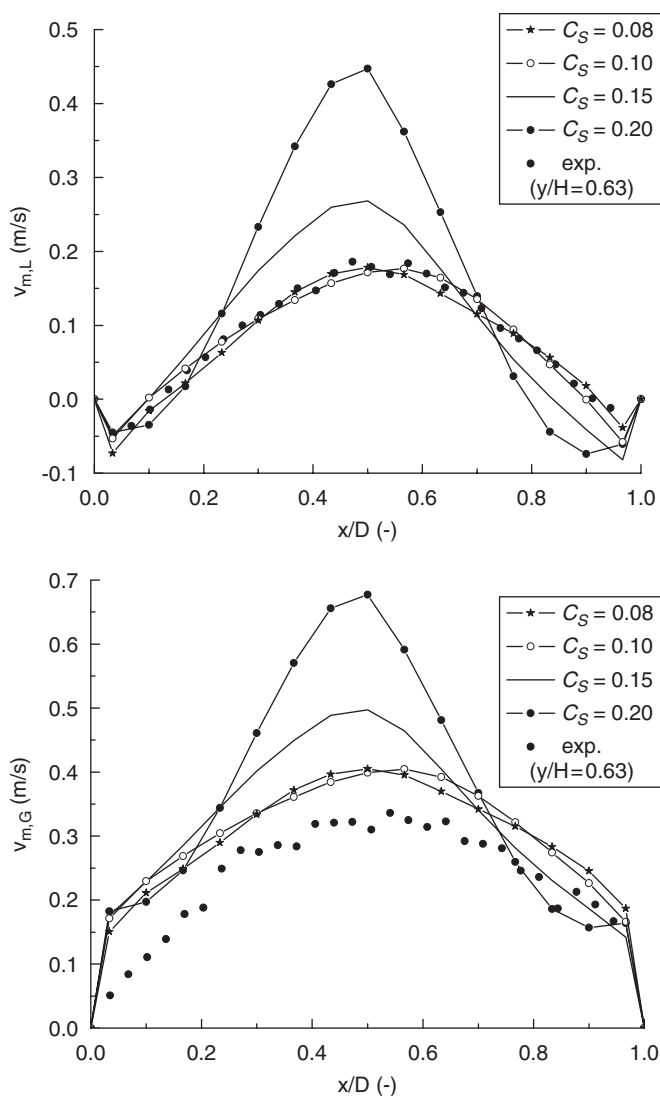 0.5
0.4
0.3
0.2
0.1
0.0
-0.1
v_{m,L} (m/s)
0.0 0.2 0.4 0.6 0.8 1.0
x/D (-)
C_S = 0.08
C_S = 0.10
C_S = 0.15
C_S = 0.20
exp.
(y/H=0.63)
0.7
0.6
0.5
0.4
0.3
0.2
0.1
0.0
v_{m,G} (m/s)
0.0 0.2 0.4 0.6 0.8 1.0
x/D (-)
C_S = 0.08
C_S = 0.10
C_S = 0.15
C_S = 0.20
exp.
(y/H=0.63)